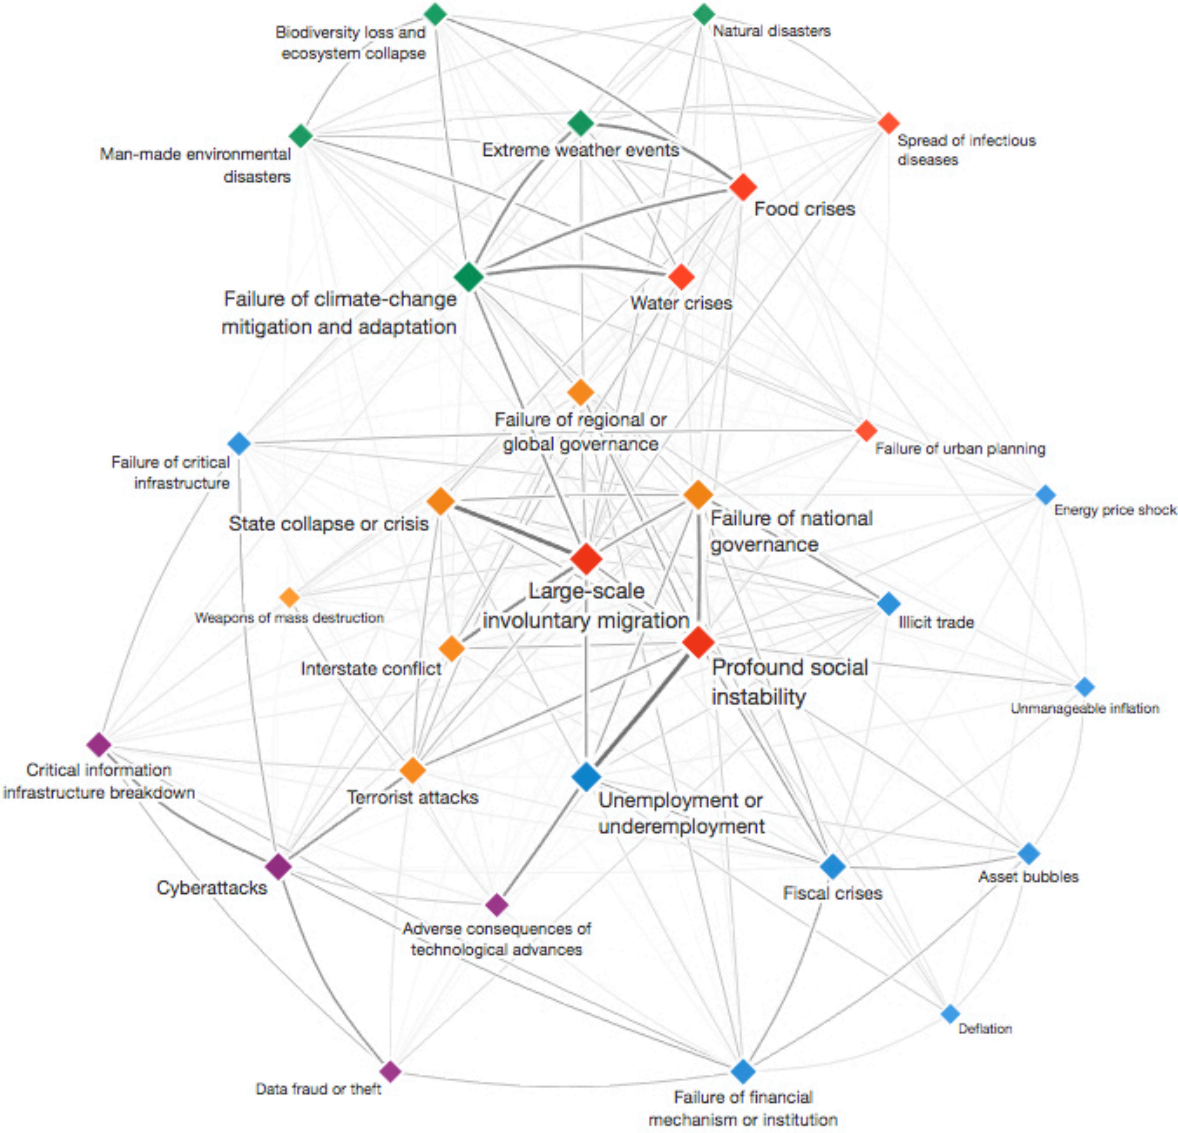 Biodiversity loss and
ecosystem collapse
Natural disasters
Man-made environmental
disasters
Extreme weather events
Spread of infectious
diseases
Food crises
Failure of climate-change
mitigation and adaptation
Water crises
Failure of regional or
global governance
Failure of critical
infrastructure
Failure of urban planning
State collapse or crisis
Failure of national
governance
Energy price shock
Large-scale
involuntary migration
Weapons of mass destruction
Illicit trade
Interstate conflict
Profound social
instability
Unmanageable inflation
Critical information
infrastructure breakdown
Terrorist attacks
Unemployment or
underemployment
Cyberattacks
Fiscal crises
Asset bubbles
Adverse consequences of
technological advances
Deflation
Data fraud or theft
Failure of financial
mechanism or institution